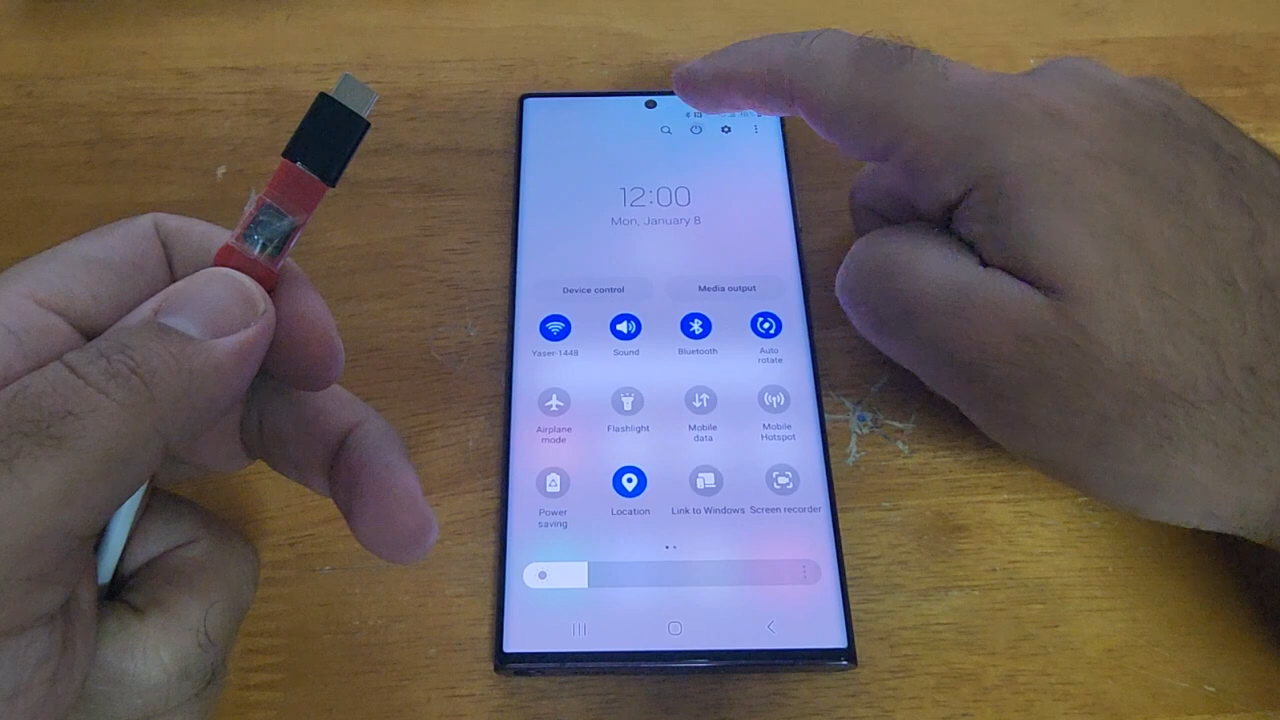 12:00
Mon, January 8
Device control Media output
Yaser-1448 Sound Bluetooth Auto rotate
Airplane mode Flashlight Mobile data Mobile Hotspot
Power saving Location Link to Windows Screen recorder